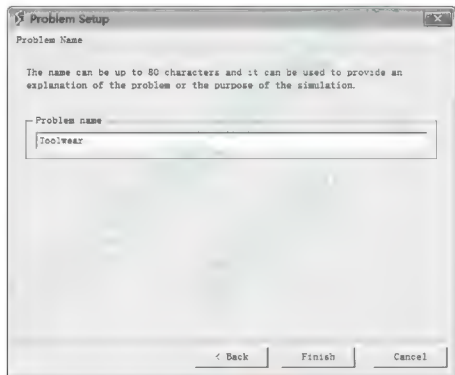 Problem Setup
Problem Name
The name can be up to 80 characters and it can be used to provide an
explanation of the problem or the purpose of the simulation.
Problem name
Toolwear
< Back Finish Cancel